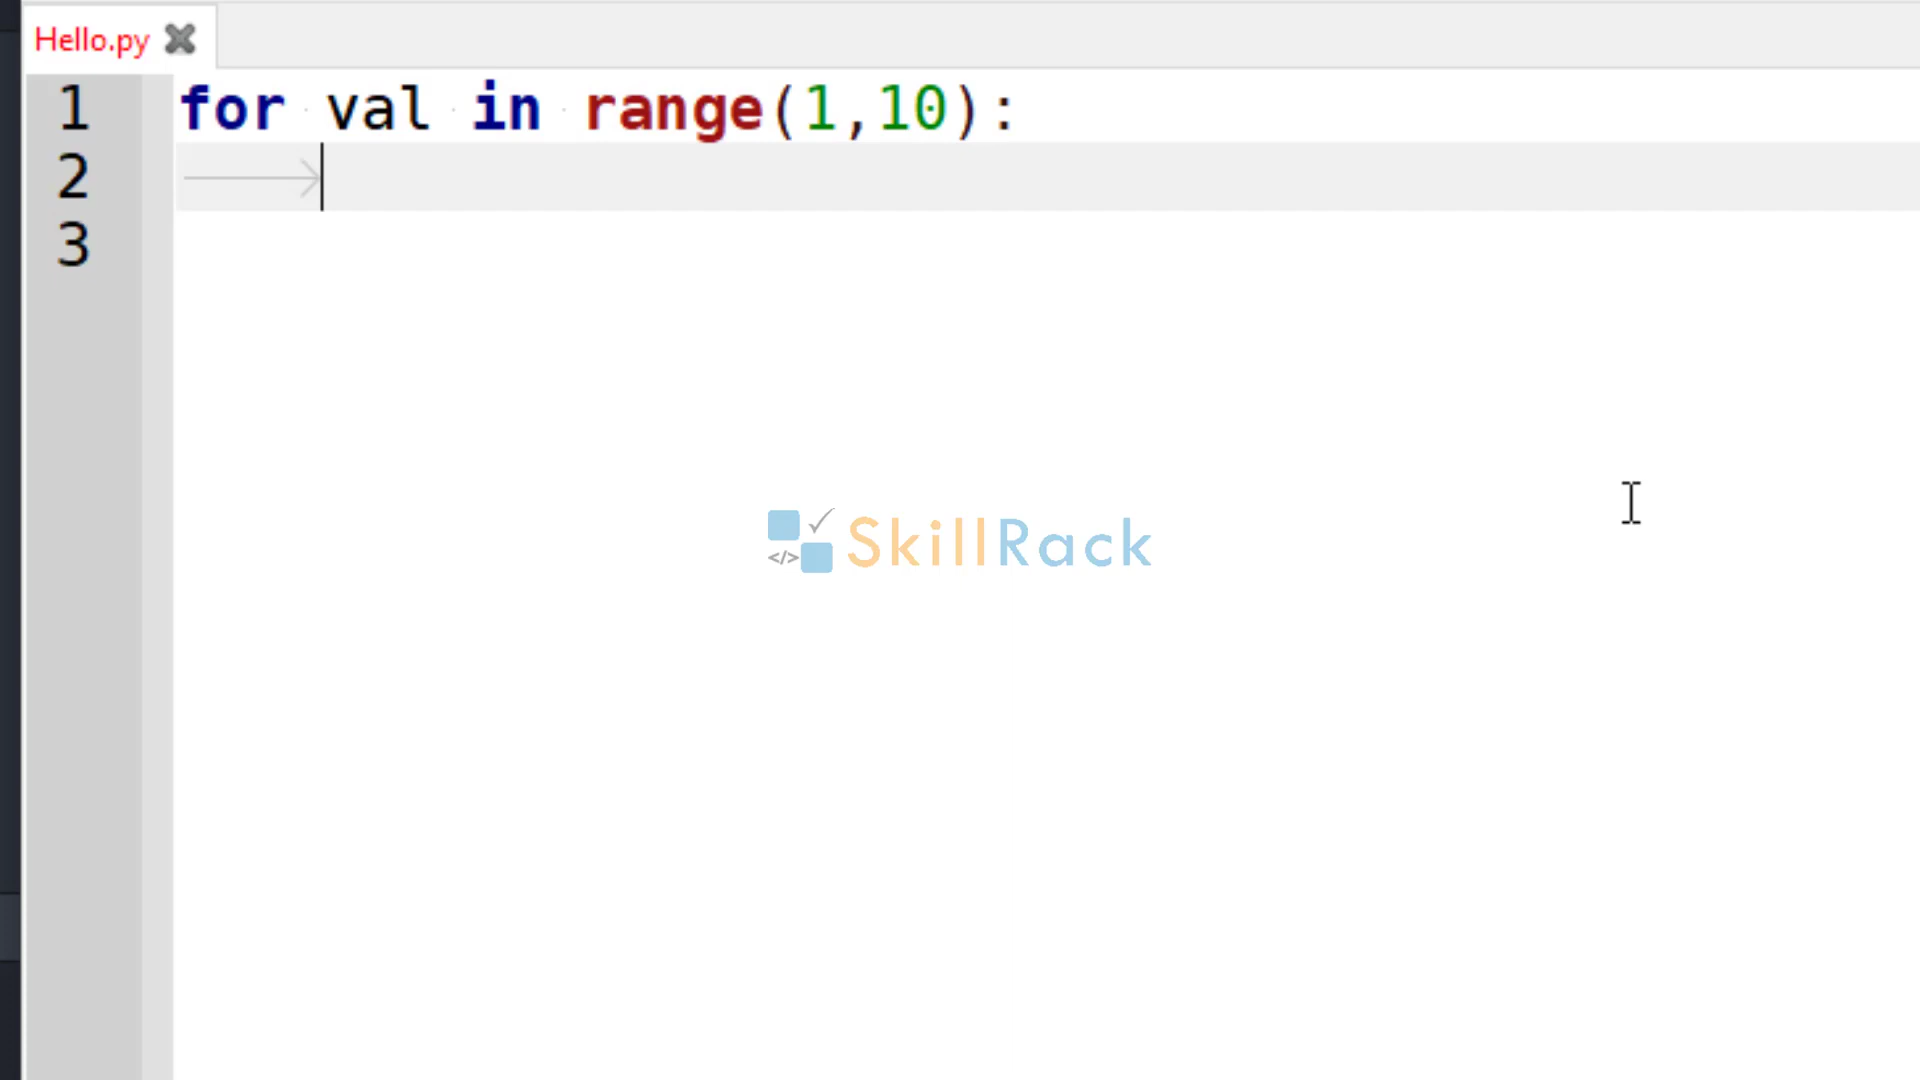 Hello.py
1 for val in range(1,10):
2
3
</> SkillRack